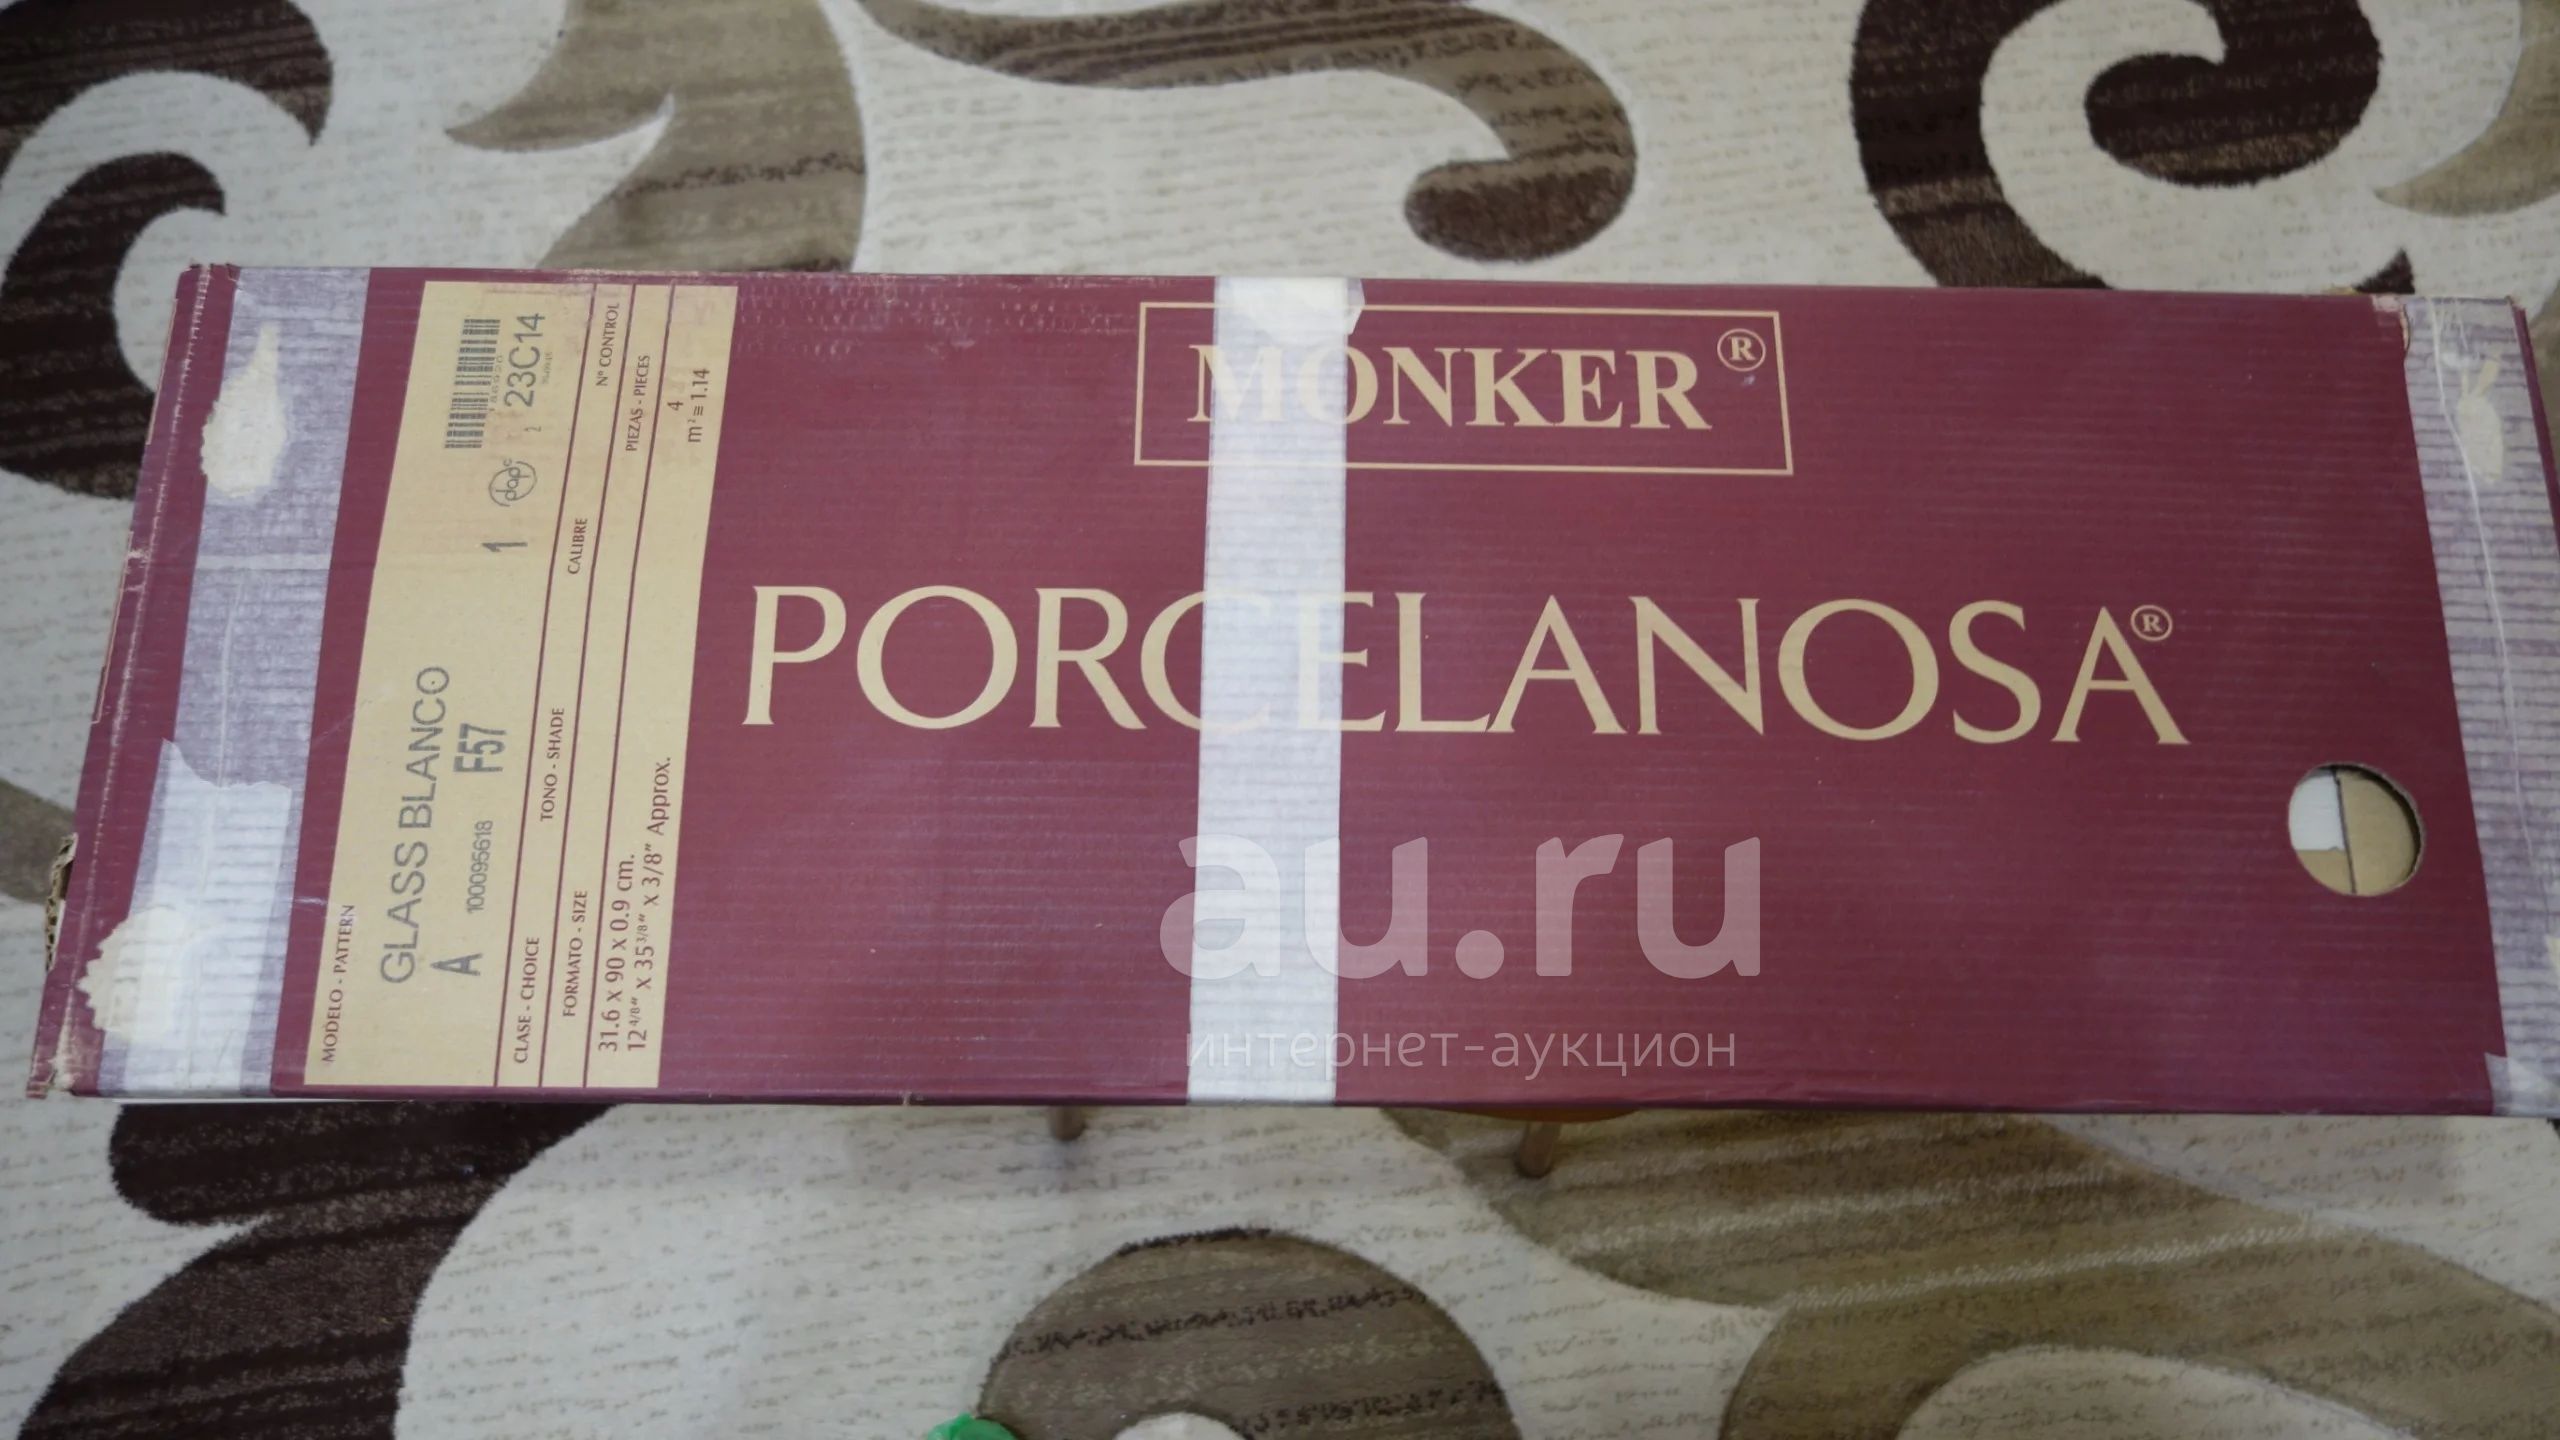 MONKER ®
PORCELANOSA ®
MODELO - PATTERN
GLASS BLANCO
A 100095618 F57
1 dap c 2 23C14
CLASE - CHOICE
TONO - SHADE
CALIBRE
Nº CONTROL
FORMATO - SIZE
PIEZAS - PIECES
31.6 x 90 x 0.9 cm.
12 4/8" x 35 3/8" x 3/8" Approx.
4
m² ≅ 1.14
au.ru
интернет-аукцион